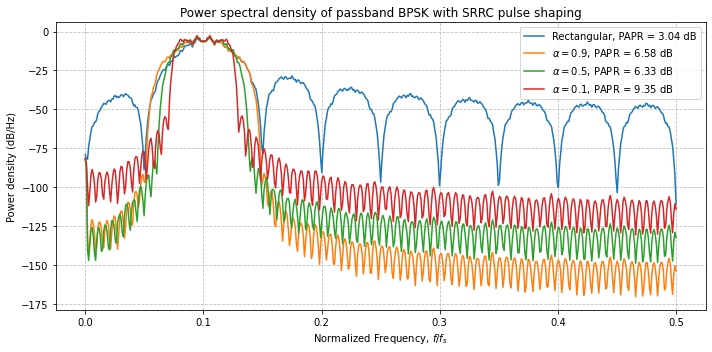 Power spectral density of passband BPSK with SRRC pulse shaping
Rectangular, PAPR = 3.04 dB
α = 0.9, PAPR = 6.58 dB
α = 0.5, PAPR = 6.33 dB
α = 0.1, PAPR = 9.35 dB
Power density (dB/Hz)
0
−25
−50
−75
−100
−125
−150
−175
0.0 0.1 0.2 0.3 0.4 0.5
Normalized Frequency, f/fs